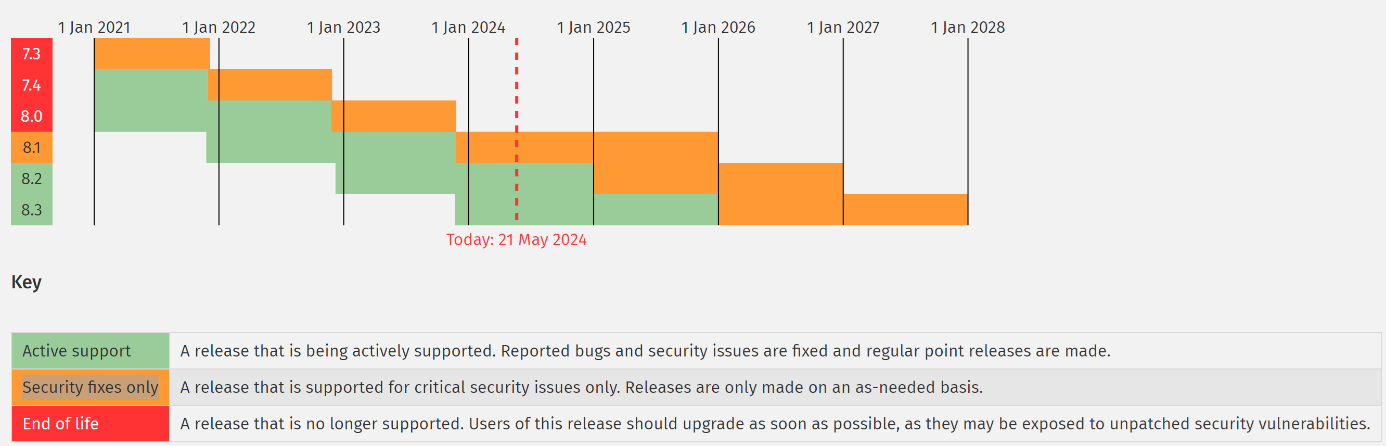 1 Jan 2021 1 Jan 2022 1 Jan 2023 1 Jan 2024 1 Jan 2025 1 Jan 2026 1 Jan 2027 1 Jan 2028
7.3
7.4
8.0
8.1
8.2
8.3
Today: 21 May 2024
Key
Active support A release that is being actively supported. Reported bugs and security issues are fixed and regular point releases are made.
Security fixes only A release that is supported for critical security issues only. Releases are only made on an as-needed basis.
End of life A release that is no longer supported. Users of this release should upgrade as soon as possible, as they may be exposed to unpatched security vulnerabilities.